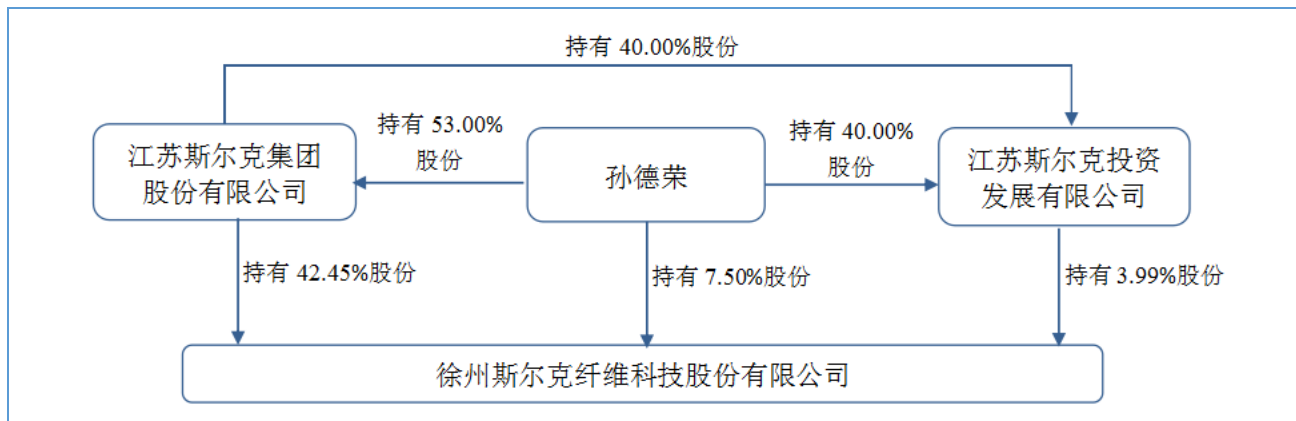 持有 40.00%股份
持有 53.00%
股份
持有 40.00%
股份
江苏斯尔克集团
股份有限公司
孙德荣
江苏斯尔克投资
发展有限公司
持有 42.45%股份
持有 7.50%股份
持有 3.99%股份
徐州斯尔克纤维科技股份有限公司